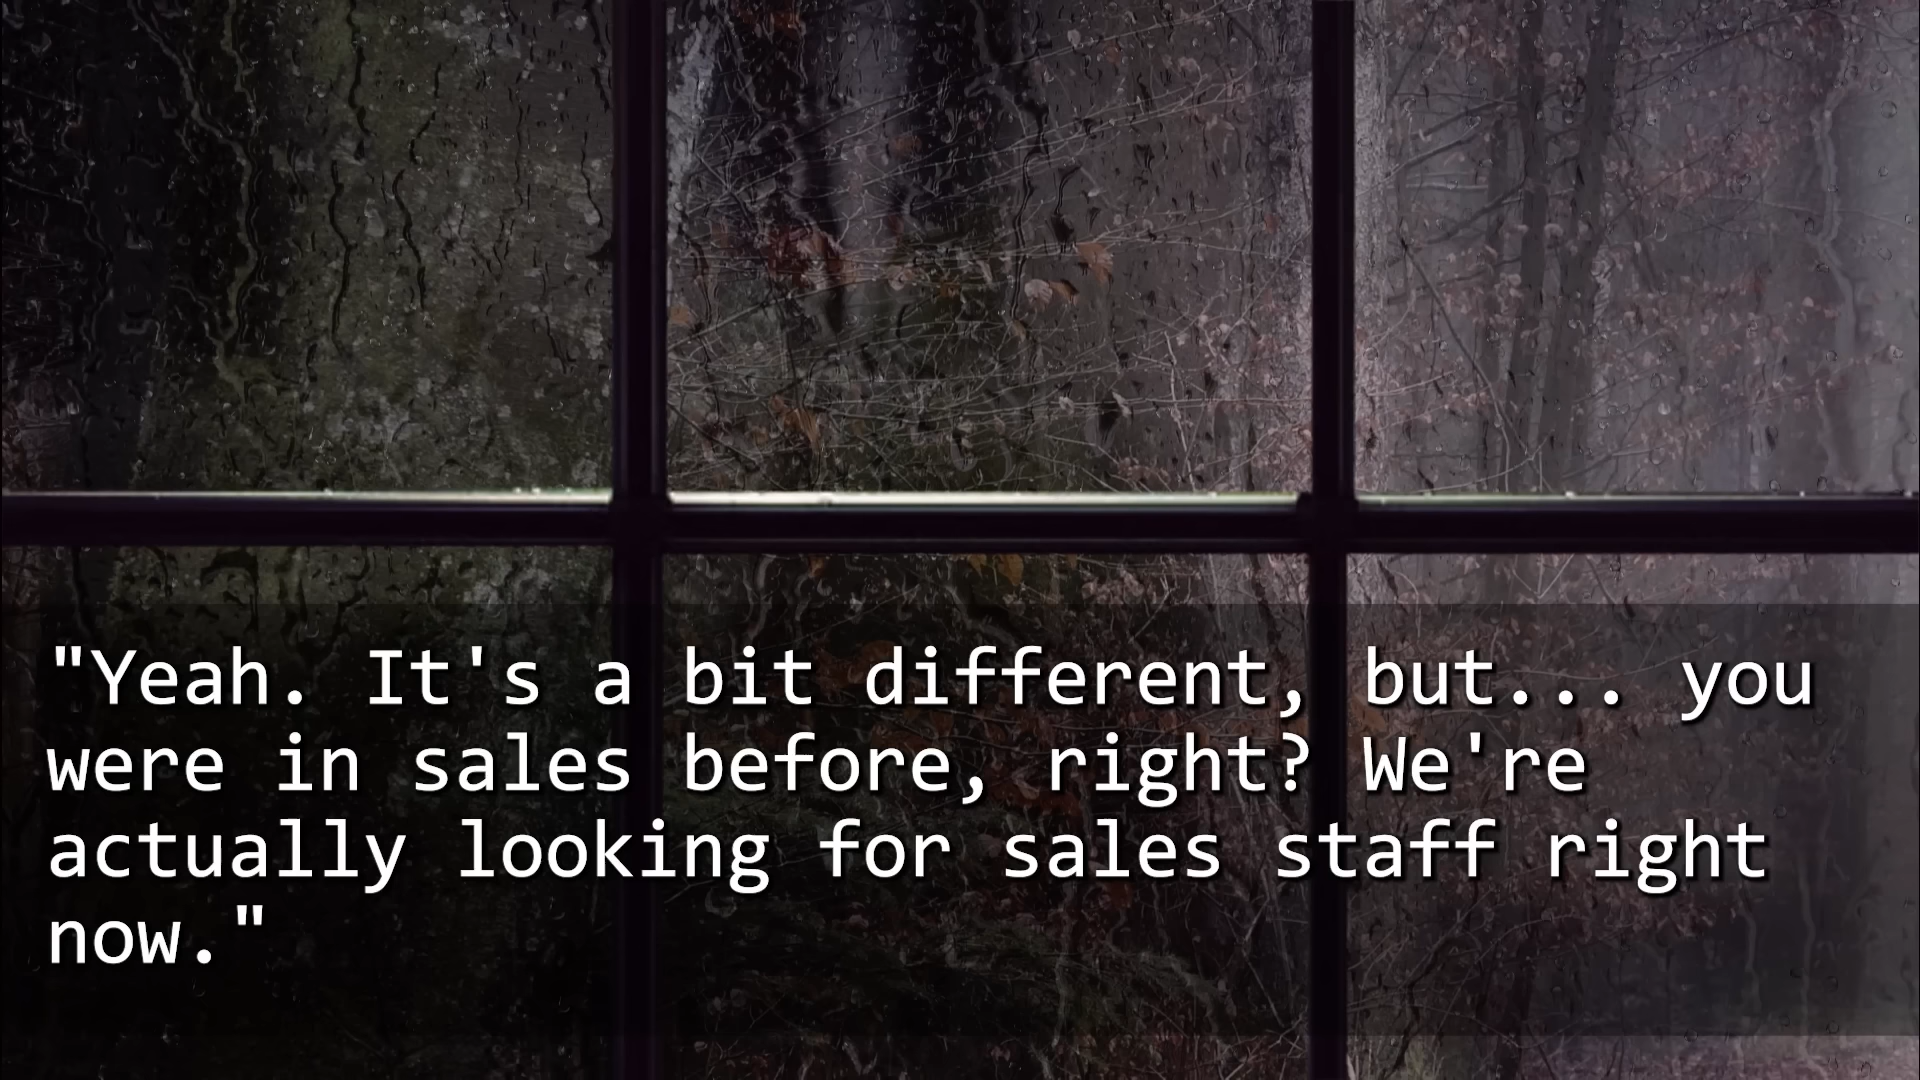 "Yeah. It's a bit different, but... you
were in sales before, right? We're
actually looking for sales staff right
now."